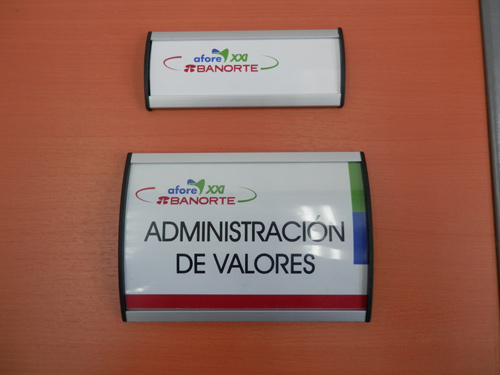 afore XXI
BANORTE
afore XXI
BANORTE
ADMINISTRACIÓN
DE VALORES